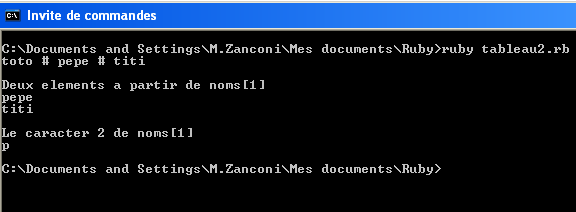 Invite de commandes
C:\Documents and Settings\M.Zanconi\Mes documents\Ruby>ruby tableau2.rb
toto # pepe # titi
Deux elements a partir de noms[1]
pepe
titi
Le caracter 2 de noms[1]
p
C:\Documents and Settings\M.Zanconi\Mes documents\Ruby>